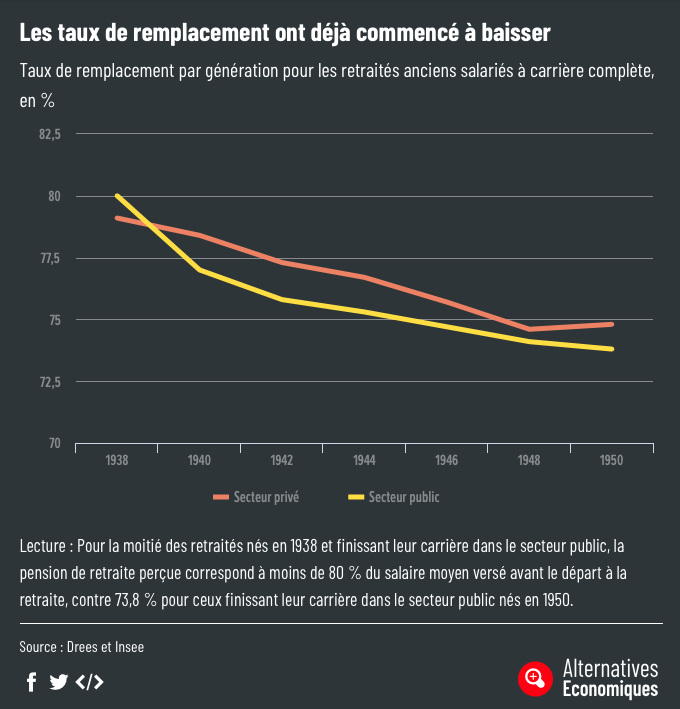 Les taux de remplacement ont déjà commencé à baisser
Taux de remplacement par génération pour les retraités anciens salariés à carrière complète,
en %
82,5
80
77,5
75
72,5
70
1938 1940 1942 1944 1946 1948 1950
Secteur privé Secteur public
Lecture : Pour la moitié des retraités nés en 1938 et finissant leur carrière dans le secteur public, la
pension de retraite perçue correspond à moins de 80 % du salaire moyen versé avant le départ à la
retraite, contre 73,8 % pour ceux finissant leur carrière dans le secteur public nés en 1950.
Source : Drees et Insee
Alternatives
Economiques